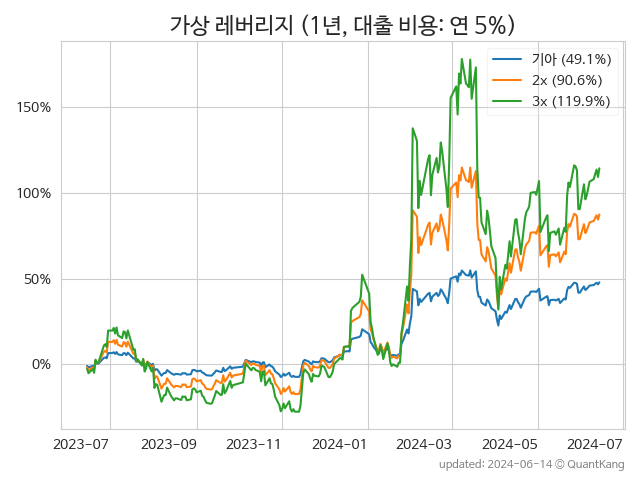 가상 레버리지 (1년, 대출 비용: 연 5%)
기아 (49.1%)
2x (90.6%)
3x (119.9%)
150%
100%
50%
0%
2023-07 2023-09 2023-11 2024-01 2024-03 2024-05 2024-07
updated: 2024-06-14 © QuantKang